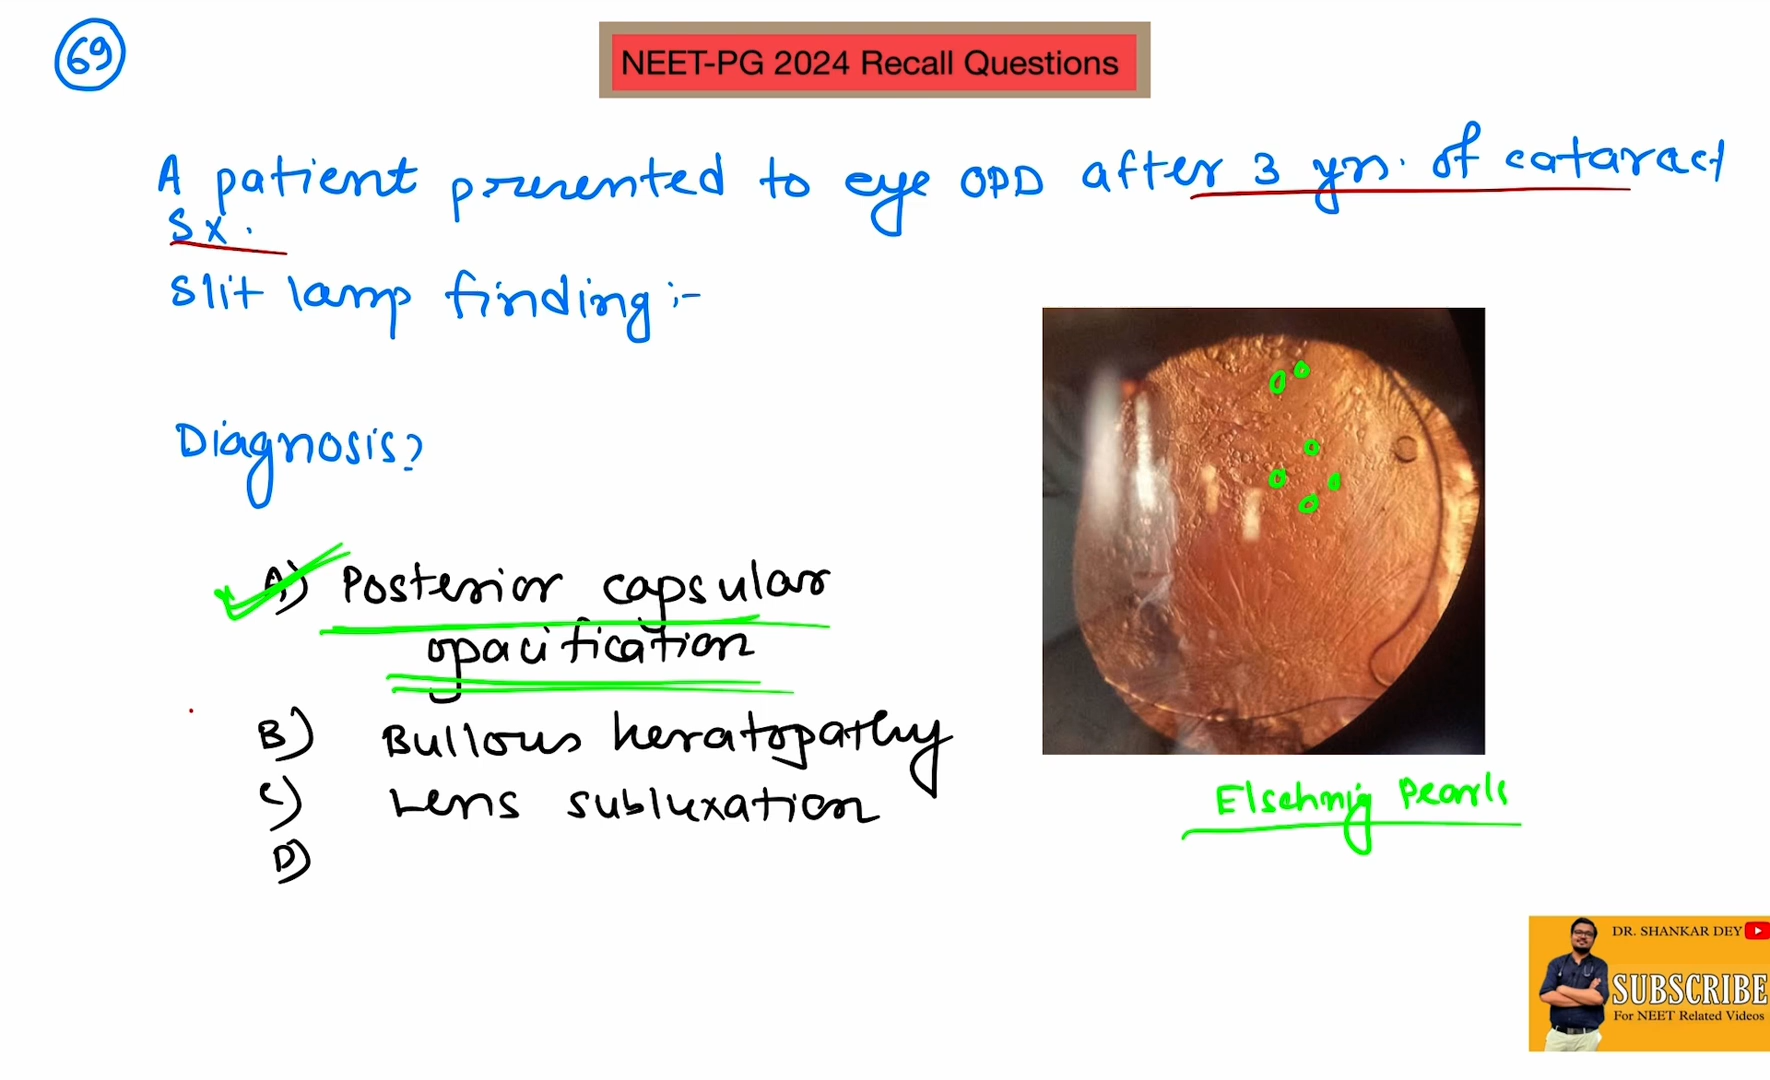 69
NEET-PG 2024 Recall Questions
A patient presented to eye OPD after 3 yrs. of cataract
Sx.
Slit lamp finding :-
Diagnosis?
A) Posterior capsular
opacification
B) Bullous keratopathy
C) Lens subluxation
D)
Elschnig Pearls
DR. SHANKAR DEY
SUBSCRIBE
For NEET Related Videos